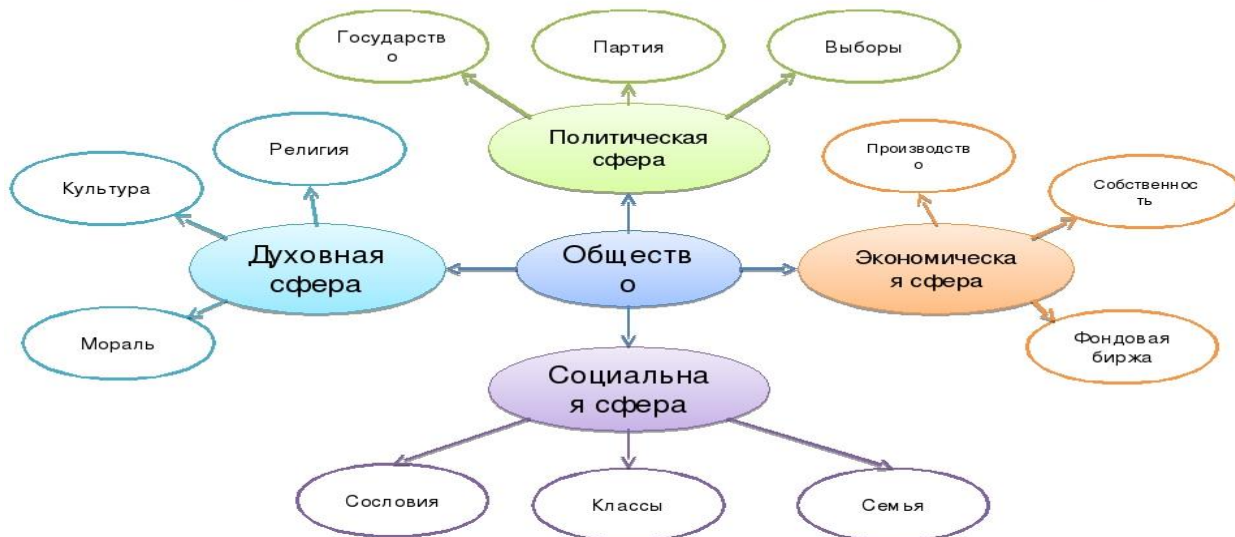 Государств
о
Партия
Выборы
Политическая
сфера
Религия
Культура
Духовная
сфера
Мораль
Обществ
о
Производств
о
Собственнос
ть
Экономическа
я сфера
Фондовая
биржа
Социальна
я сфера
Сословия
Классы
Семья